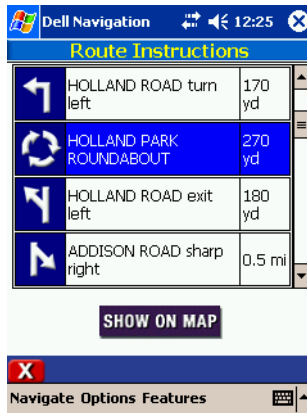 Dell Navigation 12:25
Route Instructions
HOLLAND ROAD turn 170
left yd
HOLLAND PARK 270
ROUNDABOUT yd
HOLLAND ROAD exit 180
left yd
ADDISON ROAD sharp 0.5 mi
right
SHOW ON MAP
X
Navigate Options Features